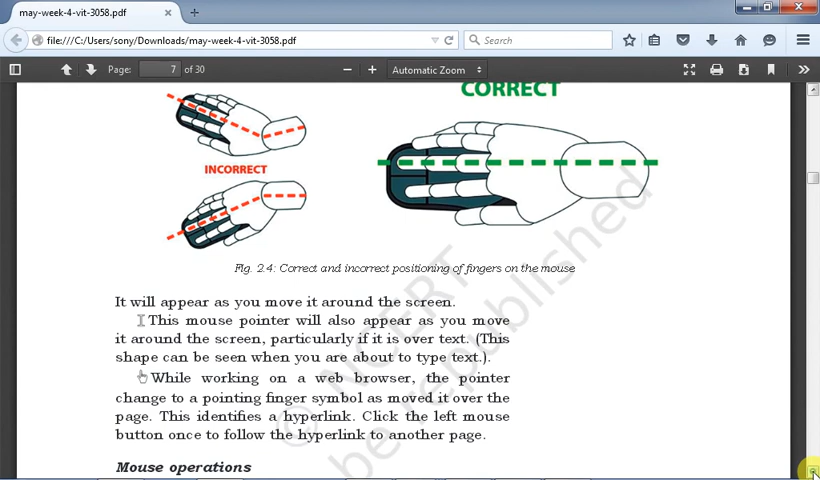 may-week-4-vit-3058.pdf
file:///C:/Users/sony/Downloads/may-week-4-vit-3058.pdf
Search
Page: 7 of 30
Automatic Zoom
CORRECT
INCORRECT
Fig. 2.4: Correct and incorrect positioning of fingers on the mouse
It will appear as you move it around the screen.
This mouse pointer will also appear as you move
it around the screen, particularly if it is over text. (This
shape can be seen when you are about to type text.).
While working on a web browser, the pointer
change to a pointing finger symbol as moved it over the
page. This identifies a hyperlink. Click the left mouse
button once to follow the hyperlink to another page.
Mouse operations
© NCERT
be republished